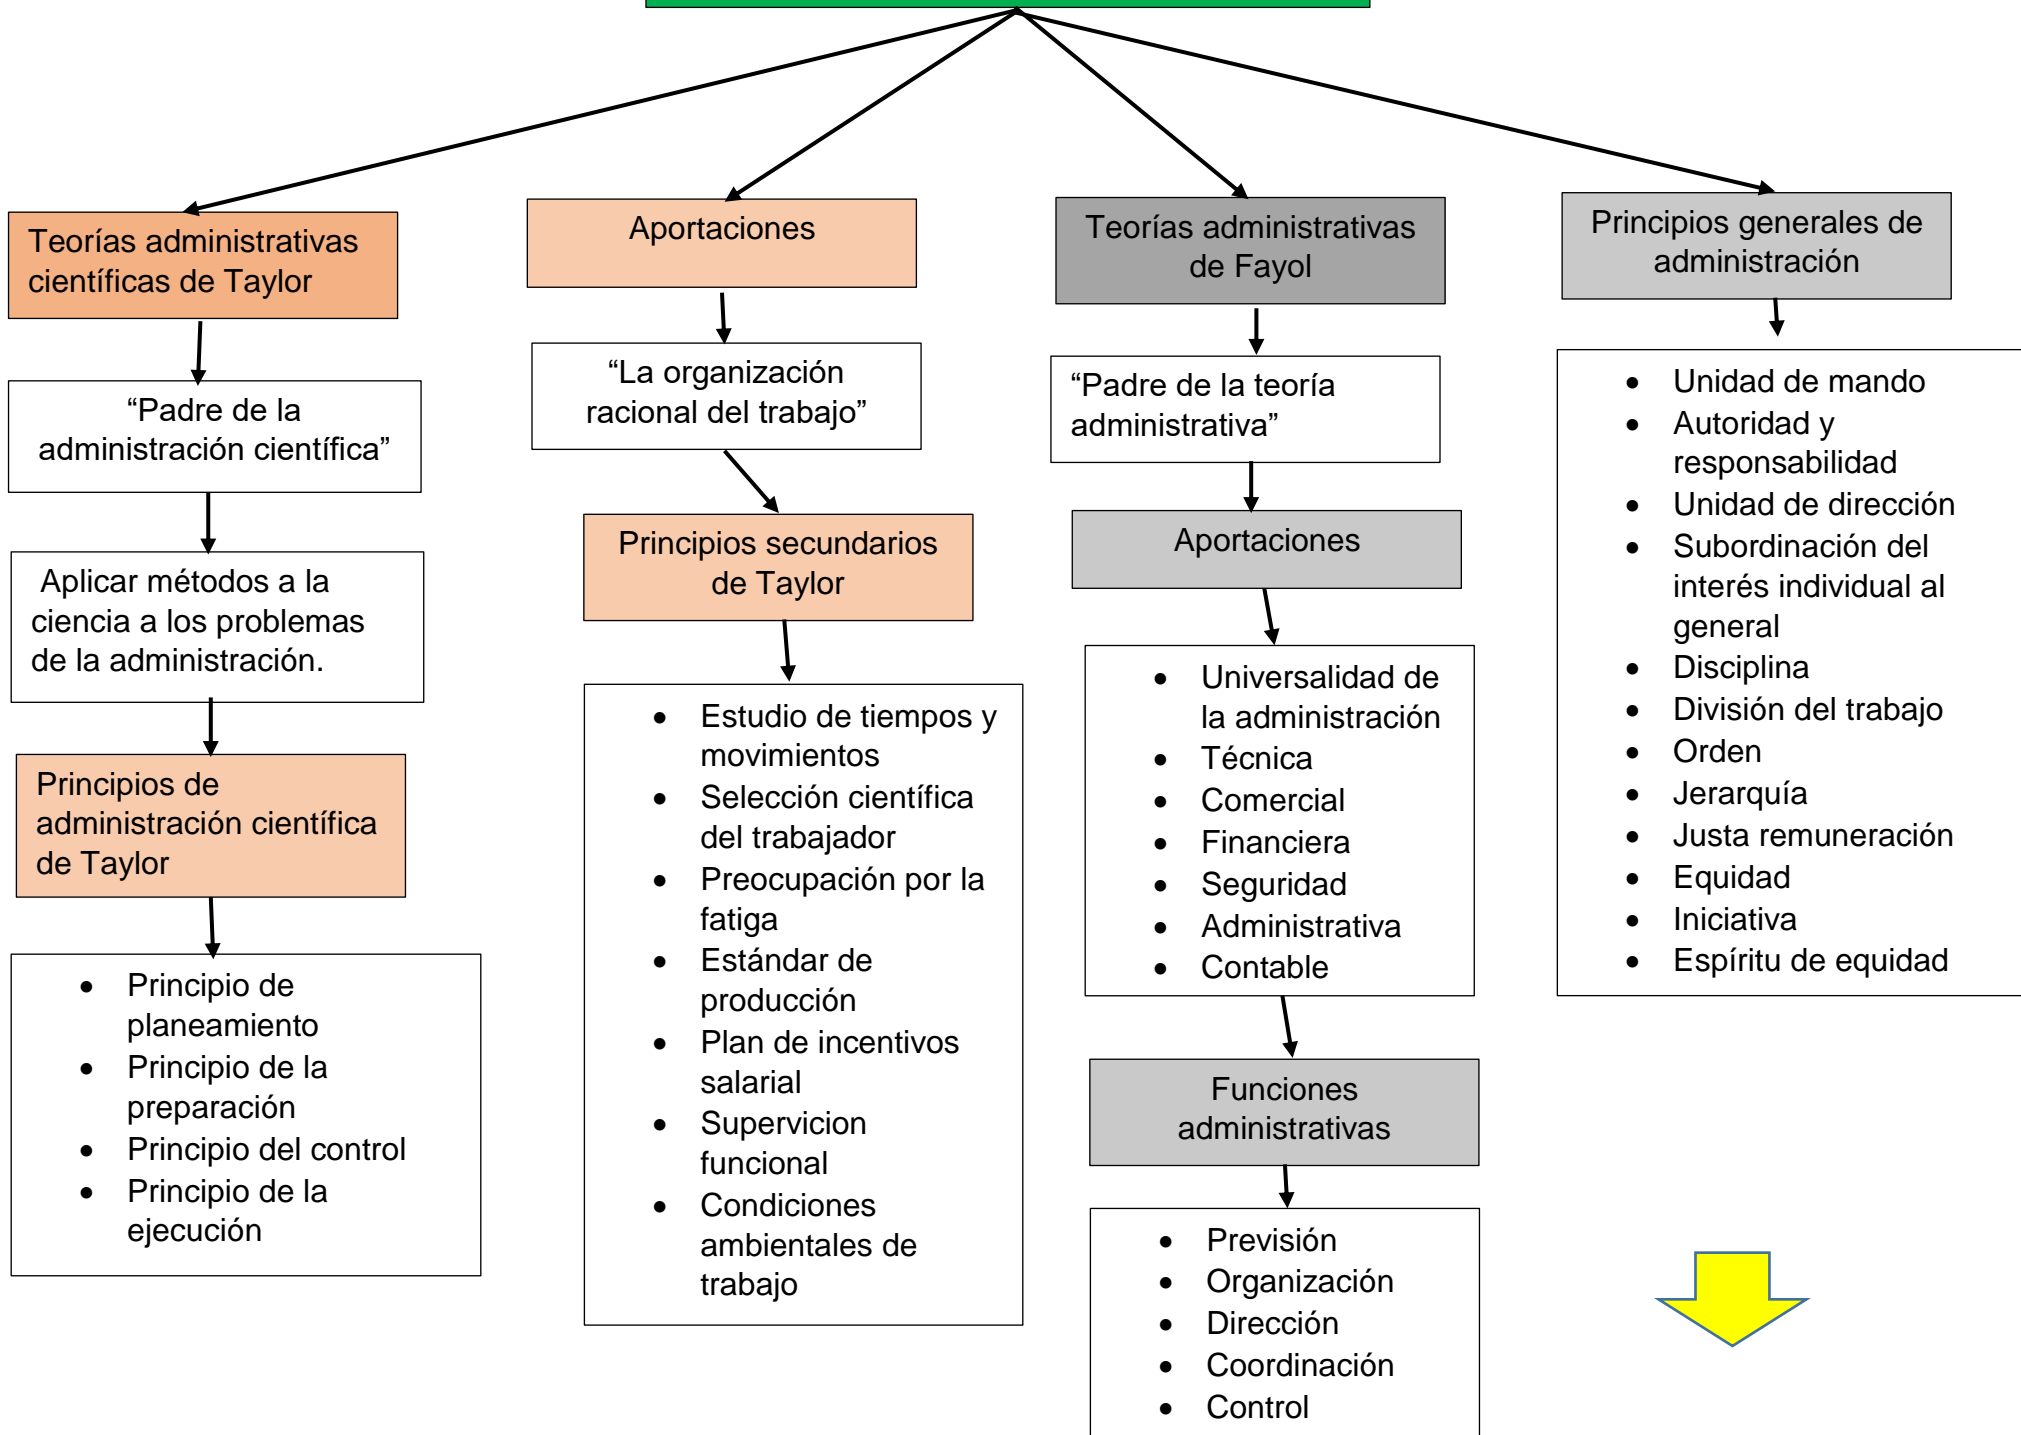 Teorías administrativas
científicas de Taylor
“Padre de la
administración científica”
Aplicar métodos a la
ciencia a los problemas
de la administración.
Principios de
administración científica
de Taylor
• Principio de
planeamiento
• Principio de la
preparación
• Principio del control
• Principio de la
ejecución
Aportaciones
“La organización
racional del trabajo”
Principios secundarios
de Taylor
• Estudio de tiempos y
movimientos
• Selección científica
del trabajador
• Preocupación por la
fatiga
• Estándar de
producción
• Plan de incentivos
salarial
• Supervicion
funcional
• Condiciones
ambientales de
trabajo
Teorías administrativas
de Fayol
“Padre de la teoría
administrativa”
Aportaciones
• Universalidad de
la administración
• Técnica
• Comercial
• Financiera
• Seguridad
• Administrativa
• Contable
Funciones
administrativas
• Previsión
• Organización
• Dirección
• Coordinación
• Control
Principios generales de
administración
• Unidad de mando
• Autoridad y
responsabilidad
• Unidad de dirección
• Subordinación del
interés individual al
general
• Disciplina
• División del trabajo
• Orden
• Jerarquía
• Justa remuneración
• Equidad
• Iniciativa
• Espíritu de equidad